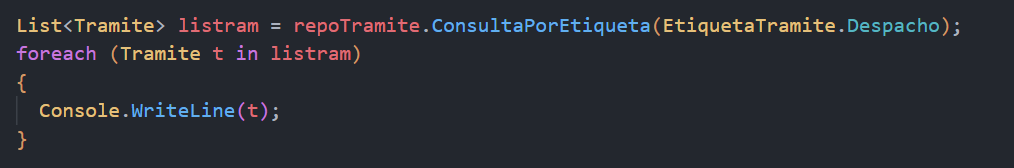 List<Tramite> listram = repoTramite.ConsultaPorEtiqueta(EtiquetaTramite.Despacho);
foreach (Tramite t in listram)
{
  Console.WriteLine(t);
}